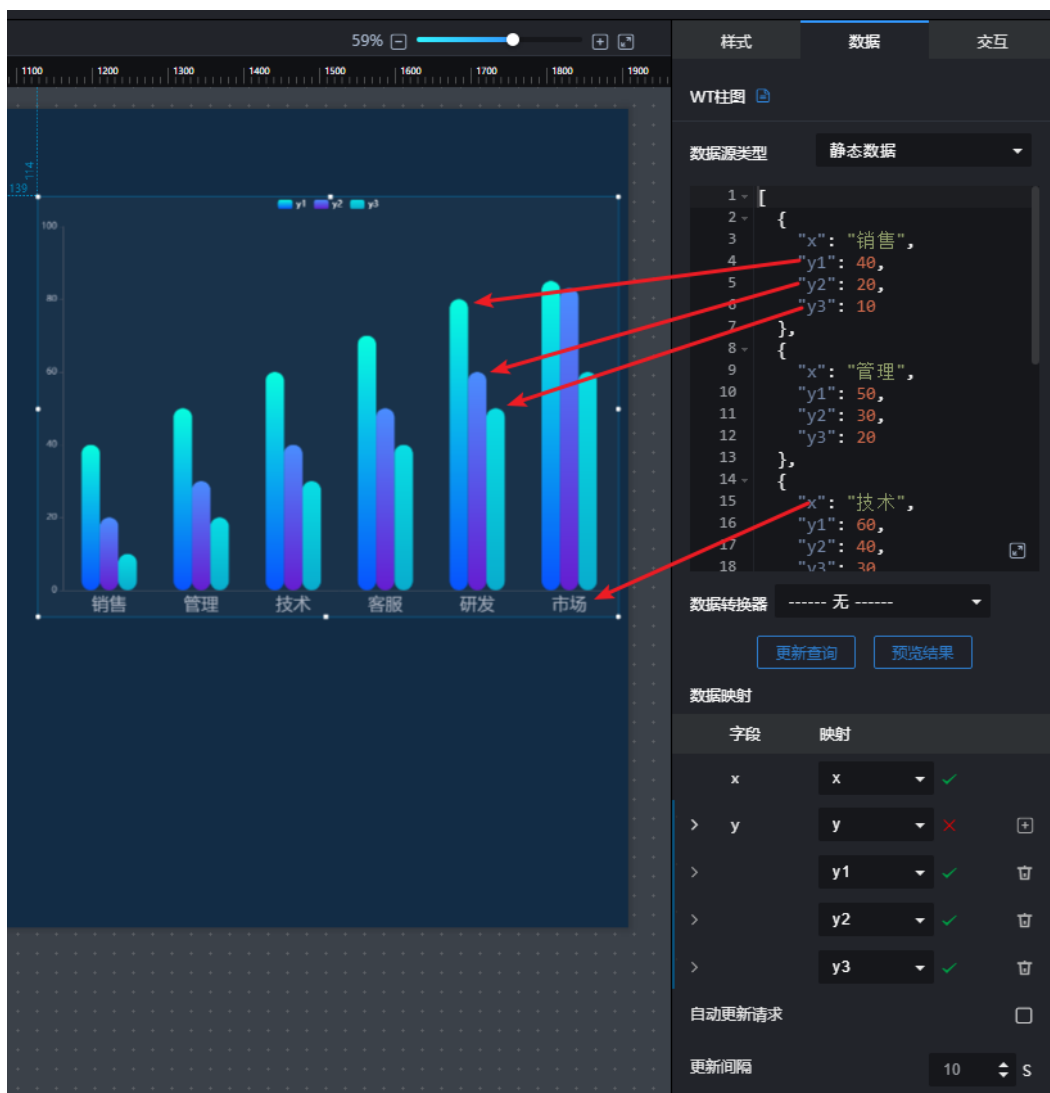 59%
样式 数据 交互
1100 1200 1300 1400 1500 1600 1700 1800 1900
WT柱图
数据源类型 静态数据
114
139
y1 y2 y3
100
80
60
40
20
0
销售 管理 技术 客服 研发 市场
1 [
2 {
3 "x": "销售",
4 "y1": 40,
5 "y2": 20,
6 "y3": 10
7 },
8 {
9 "x": "管理",
10 "y1": 50,
11 "y2": 30,
12 "y3": 20
13 },
14 {
15 "x": "技术",
16 "y1": 60,
17 "y2": 40,
18 "y3": 30
数据转换器 ------ 无 ------
更新查询 预览结果
数据映射
字段 映射
x x
y y
y1
y2
y3
自动更新请求
更新间隔 10 S